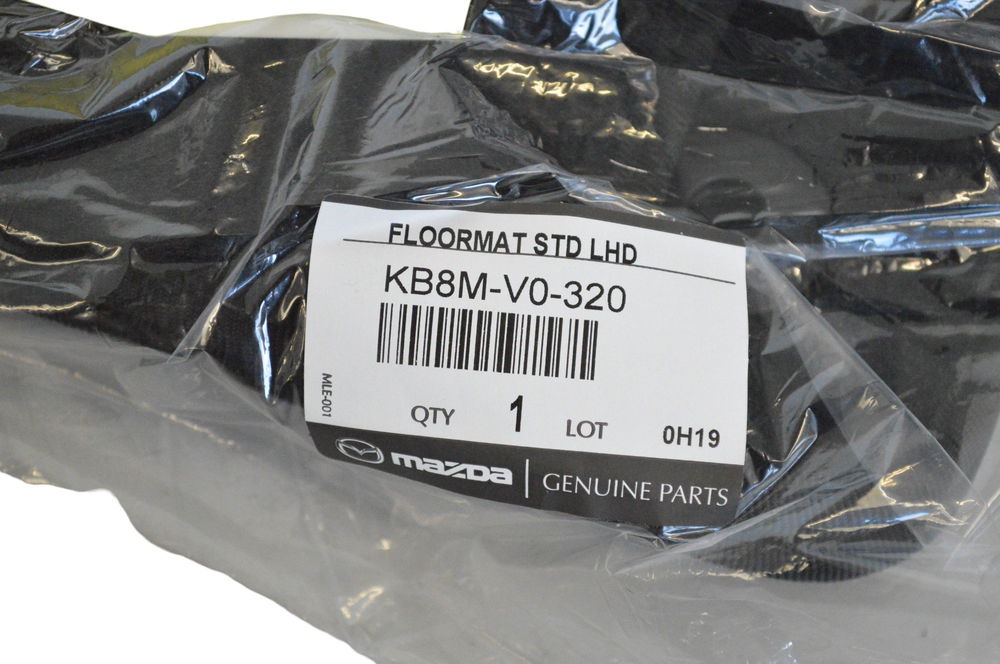 FLOORMAT STD LHD
KB8M-V0-320
MLE-001
QTY 1 LOT 0H19
mazda GENUINE PARTS